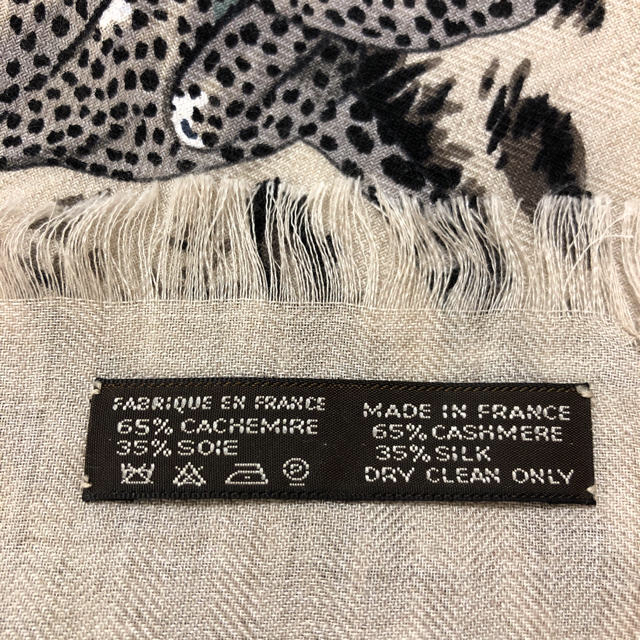 FABRIQUE EN FRANCE
65% CACHEMIRE
35% SOIE
MADE IN FRANCE
65% CASHMERE
35% SILK
DRY CLEAN ONLY